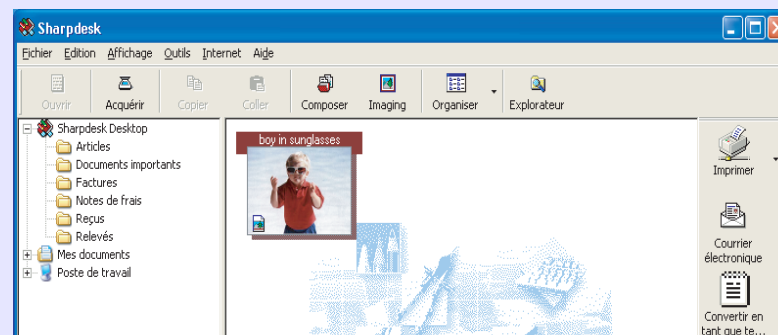 Sharpdesk
Fichier Edition Affichage Outils Internet Aide
Ouvrir Acquérir Copier Coller Composer Imaging Organiser Explorateur
Sharpdesk Desktop
Articles
Documents importants
Factures
Notes de frais
Reçus
Relevés
Mes documents
Poste de travail
boy in sunglasses
Imprimer
Courrier
électronique
Convertir en
tant que te...